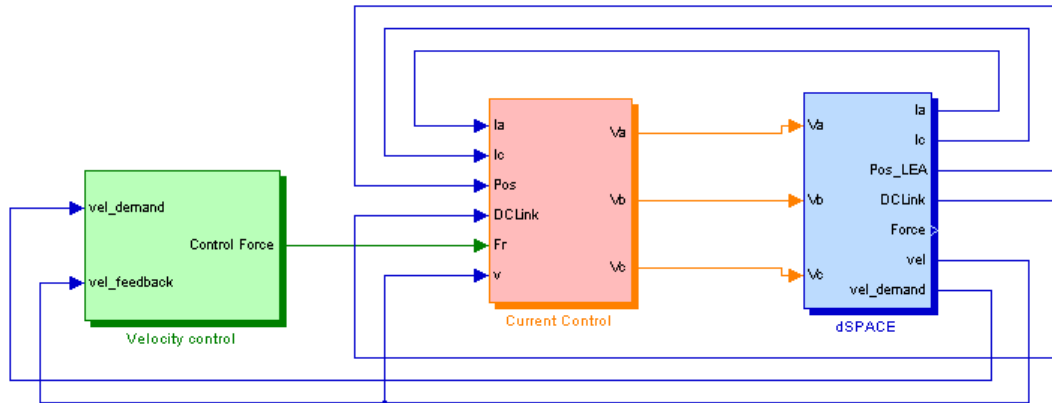 vel_demand
Control Force
vel_feedback
Velocity control
Ia
Ic
Pos
DCLink
Fr
v
Va
Vb
Vc
Current Control
Va
Vb
Vc
Ia
Ic
Pos_LEA
DCLink
Force
vel
vel_demand
dSPACE